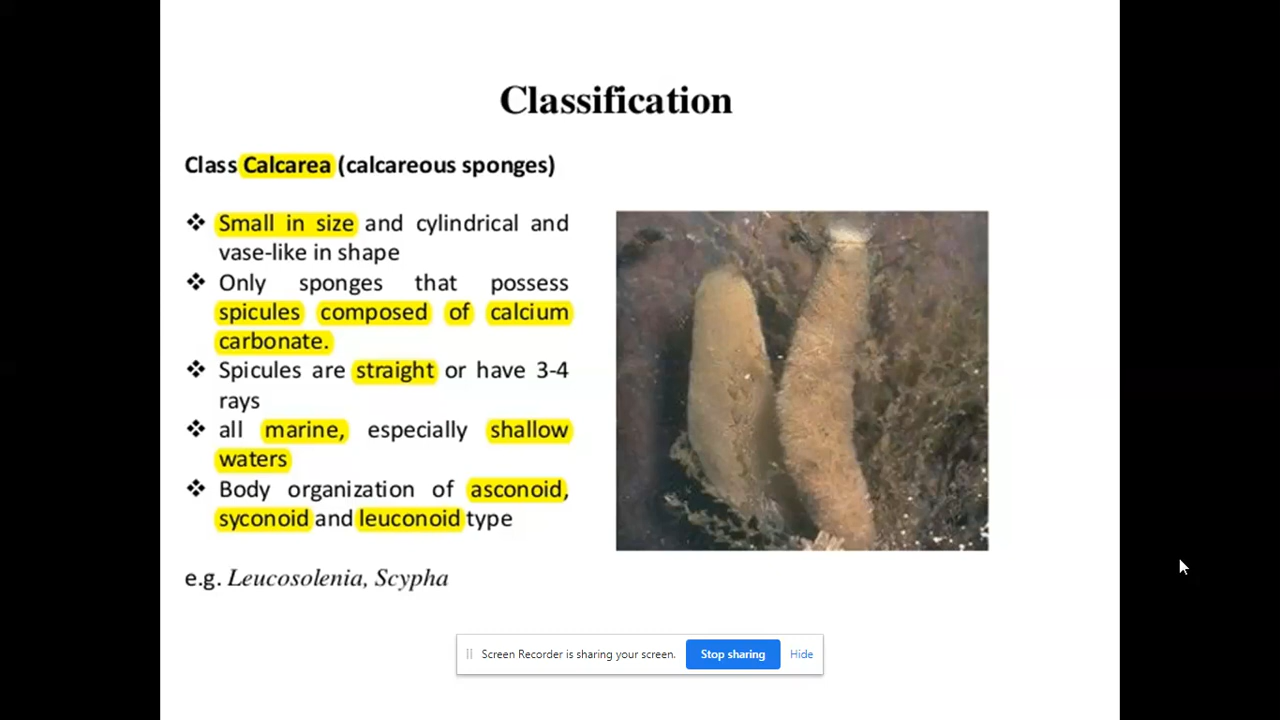 Classification
Class Calcarea (calcareous sponges)
❖ Small in size and cylindrical and
vase-like in shape
❖ Only sponges that possess
spicules composed of calcium
carbonate.
❖ Spicules are straight or have 3-4
rays
❖ all marine, especially shallow
waters
❖ Body organization of asconoid,
syconoid and leuconoid type
e.g. Leucosolenia, Scypha
Screen Recorder is sharing your screen. Stop sharing Hide